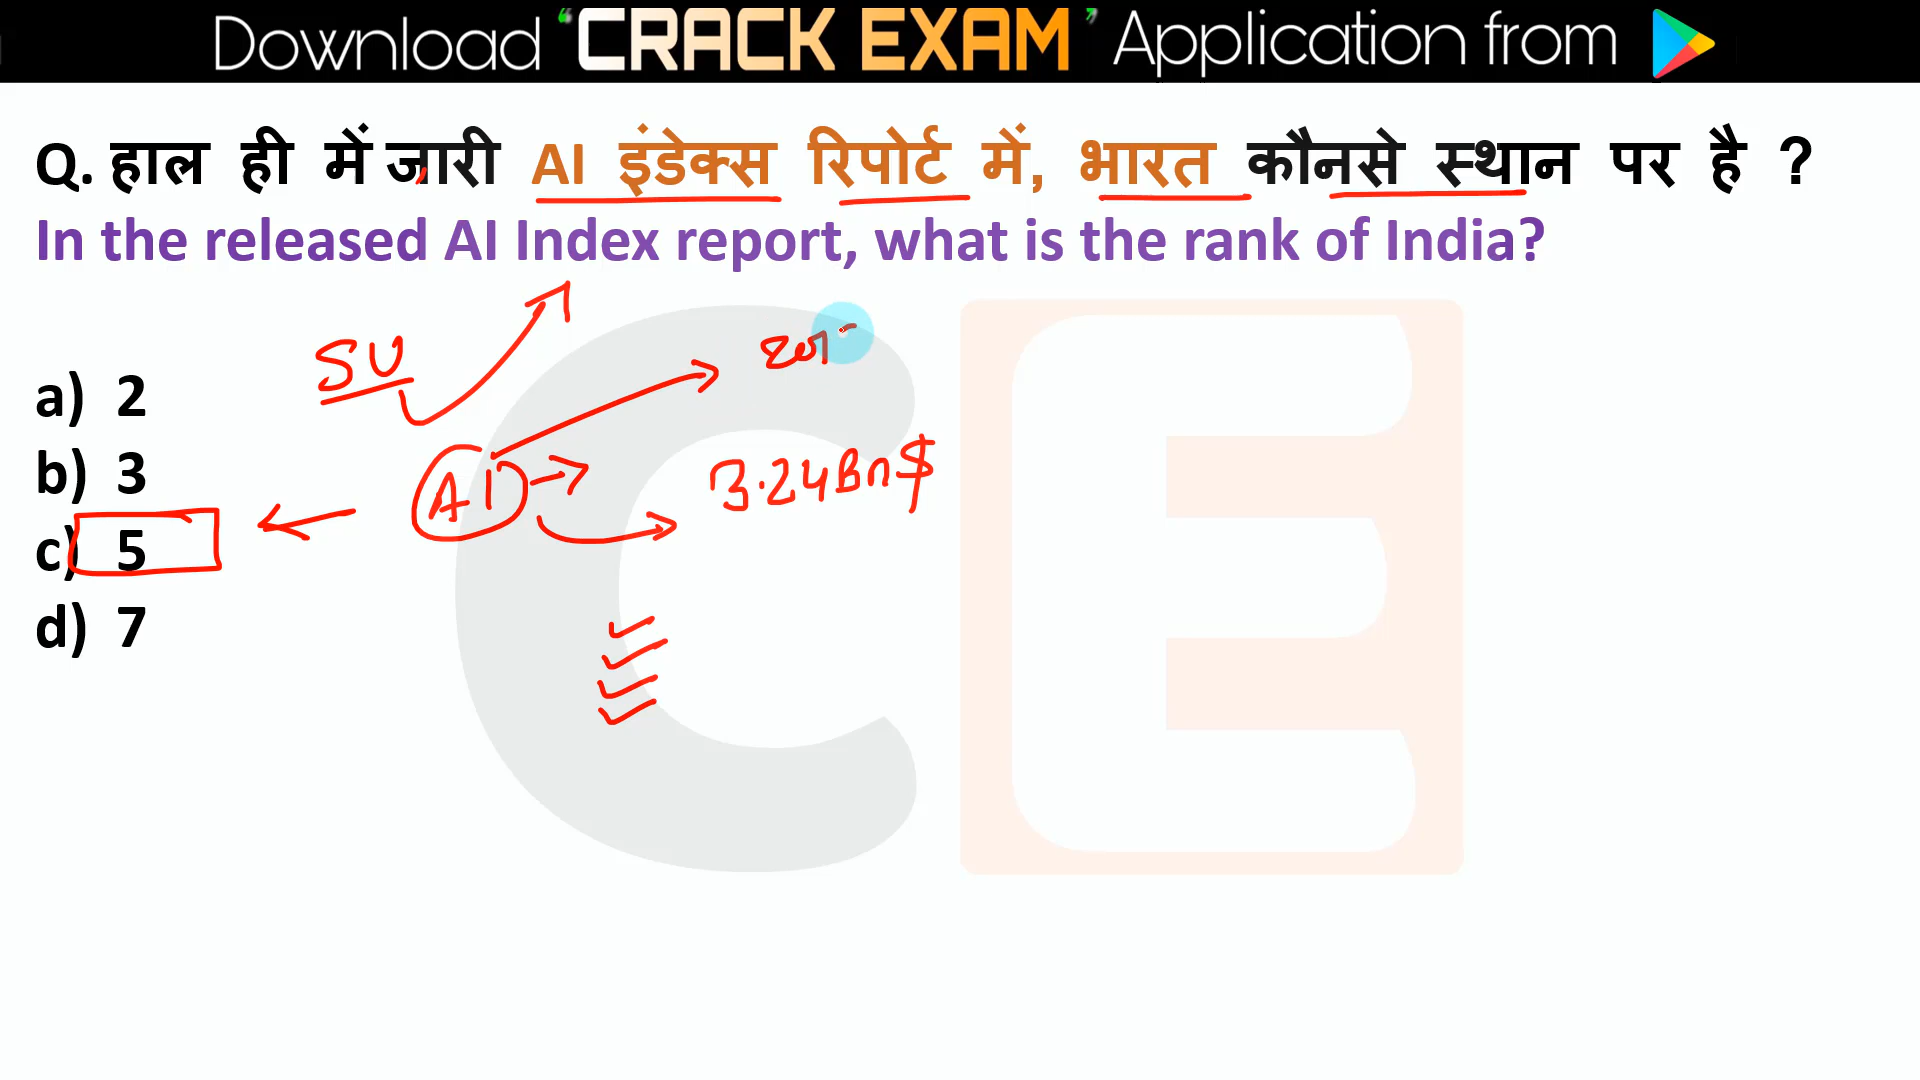 Download ‘CRACK EXAM’ Application from
Q. हाल ही में जारी AI इंडेक्स रिपोर्ट में, भारत कौनसे स्थान पर है ?
In the released AI Index report, what is the rank of India?
SU
a) 2
AI
3.24Bn$
b) 3
c) 5
d) 7
CE